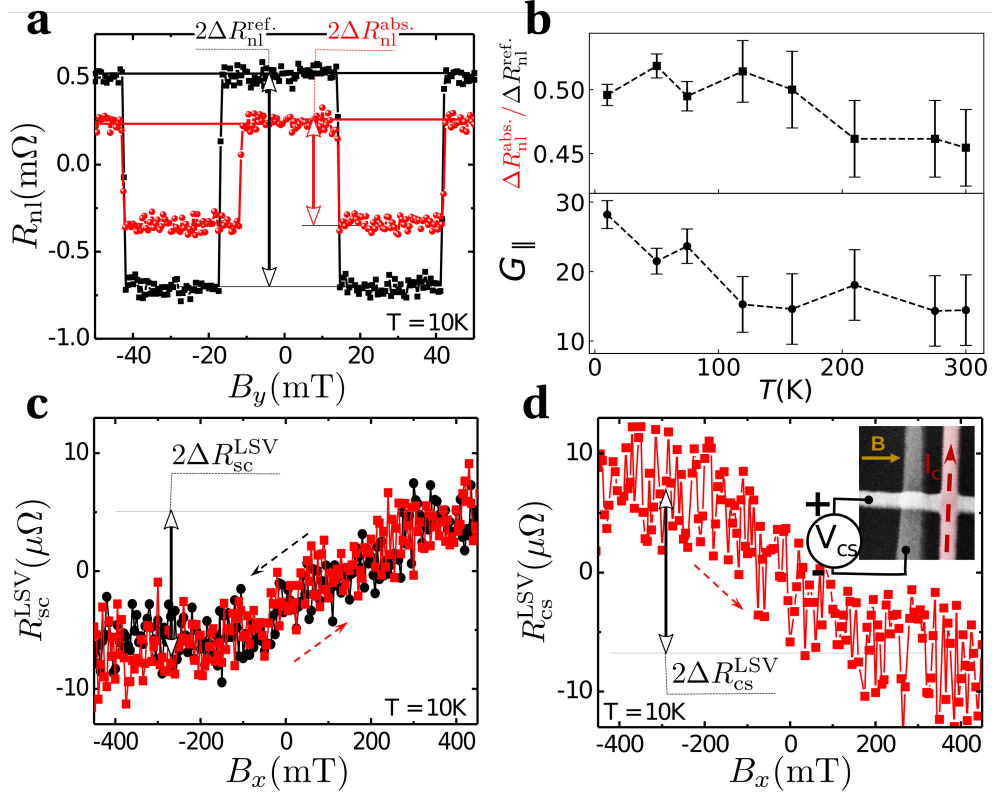 a
2ΔR_nl^ref. 2ΔR_nl^abs.
0.5
0.0
-0.5
-1.0
R_nl(mΩ)
T = 10K
-40 -20 0 20 40
B_y(mT)
b
0.50
0.45
ΔR_nl^abs. / ΔR_nl^ref.
30
20
10
G_∥
0 100 200 300
T(K)
c
2ΔR_sc^LSV
10
0
-10
R_sc^LSV(μΩ)
T = 10K
-400 -200 0 200 400
B_x(mT)
d
10
0
-10
R_cs^LSV(μΩ)
B
I_c
+
V_cs
-
2ΔR_cs^LSV
T = 10K
-400 -200 0 200 400
B_x(mT)